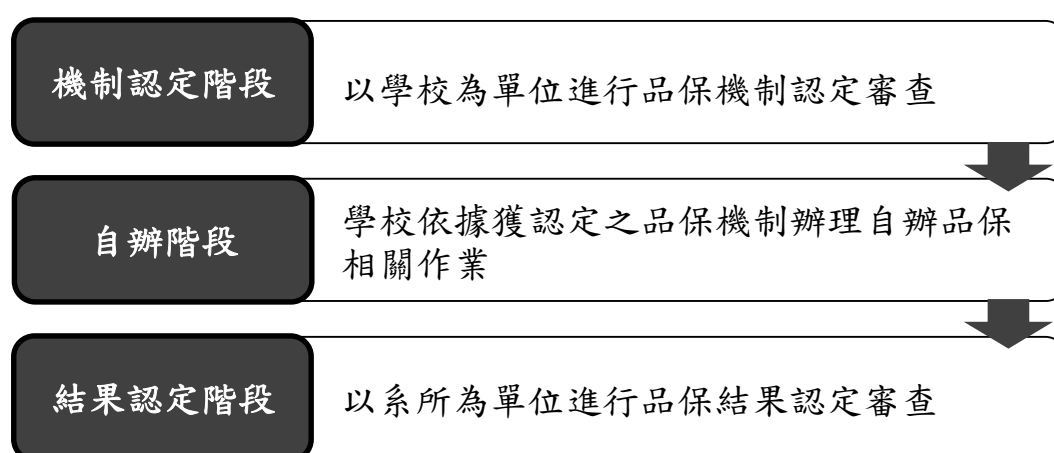 機制認定階段
以學校為單位進行品保機制認定審查
自辦階段
學校依據獲認定之品保機制辦理自辦品保
相關作業
結果認定階段
以系所為單位進行品保結果認定審查